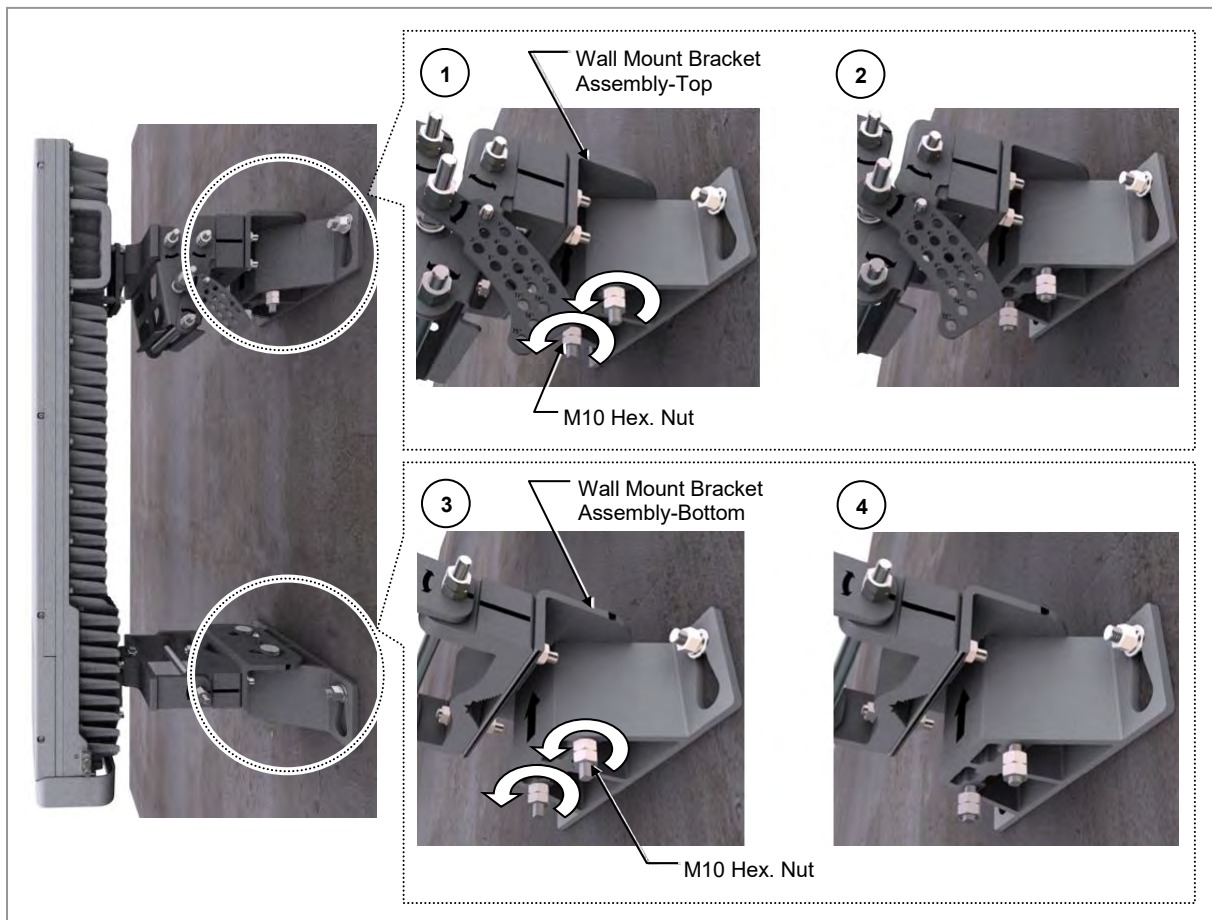 1
Wall Mount Bracket
Assembly-Top
2
M10 Hex. Nut
3
Wall Mount Bracket
Assembly-Bottom
4
M10 Hex. Nut